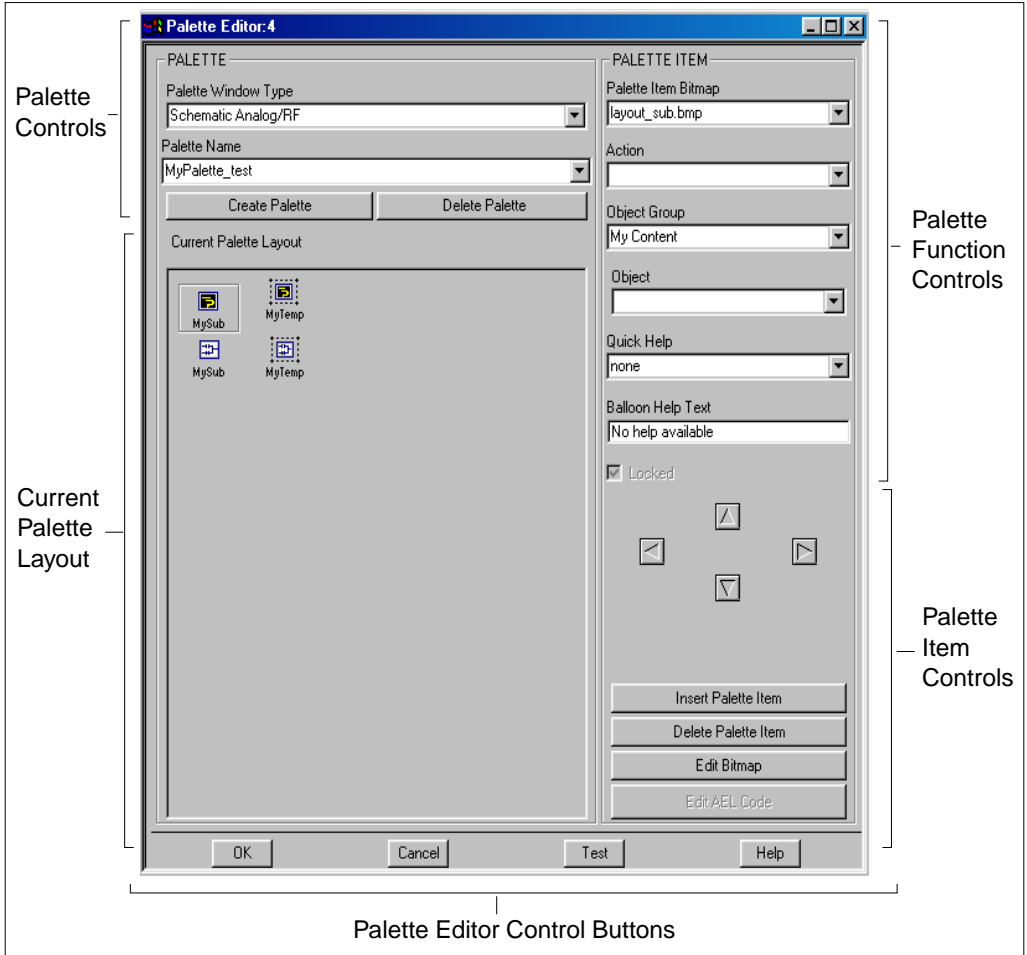 Palette Editor:4
Palette
Controls
PALETTE
Palette Window Type
Schematic Analog/RF
Palette Name
MyPalette_test
Create Palette
Delete Palette
Current
Palette
Layout
Current Palette Layout
MySub
MyTemp
MySub
MyTemp
PALETTE ITEM
Palette Item Bitmap
layout_sub.bmp
Action
Object Group
My Content
Object
Quick Help
none
Balloon Help Text
No help available
Locked
Palette
Function
Controls
Insert Palette Item
Delete Palette Item
Edit Bitmap
Edit AEL Code
Palette
Item
Controls
OK
Cancel
Test
Help
Palette Editor Control Buttons